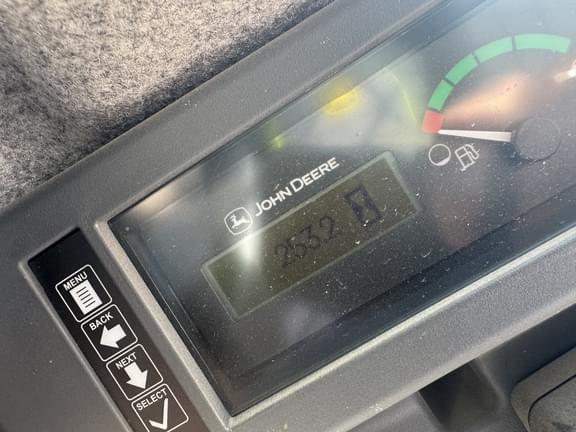 JOHN DEERE
253.2
MENU
BACK
NEXT
SELECT